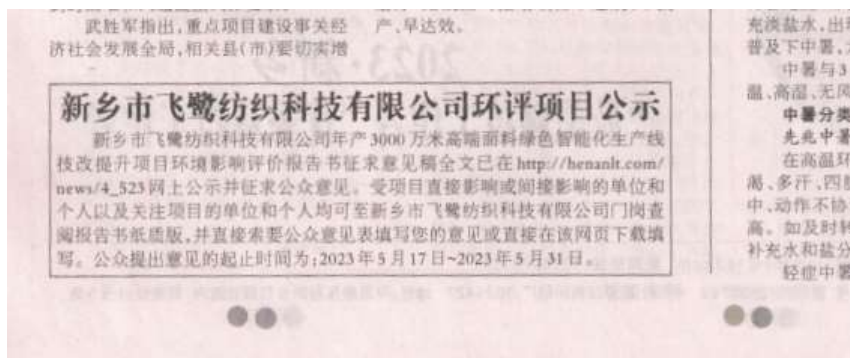 武胜军指出,重点项目建设事关经
济社会发展全局,相关县(市)要切实增
产、早达效。
新乡市飞鹭纺织科技有限公司环评项目公示
新乡市飞鹭纺织科技有限公司年产3000万米高端面料绿色智能化生产线
技改提升项目环境影响评价报告书征求意见稿全文已在http://henanlt.com/
news/4_523网上公示并征求公众意见。受项目直接影响或间接影响的单位和
个人以及关注项目的单位和个人均可至新乡市飞鹭纺织科技有限公司门岗查
阅报告书纸质版,并直接索要公众意见表填写您的意见或直接在该网页下载填
写。公众提出意见的起止时间为:2023年5月17日~2023年5月31日。
充淡盐水,出现
普及下中暑,
中暑与3
温、高湿、无风
中暑分类
先兆中暑
在高温环
渴、多汗、四肢
中、动作不协
高。如及时转
补充水和盐分
轻症中暑